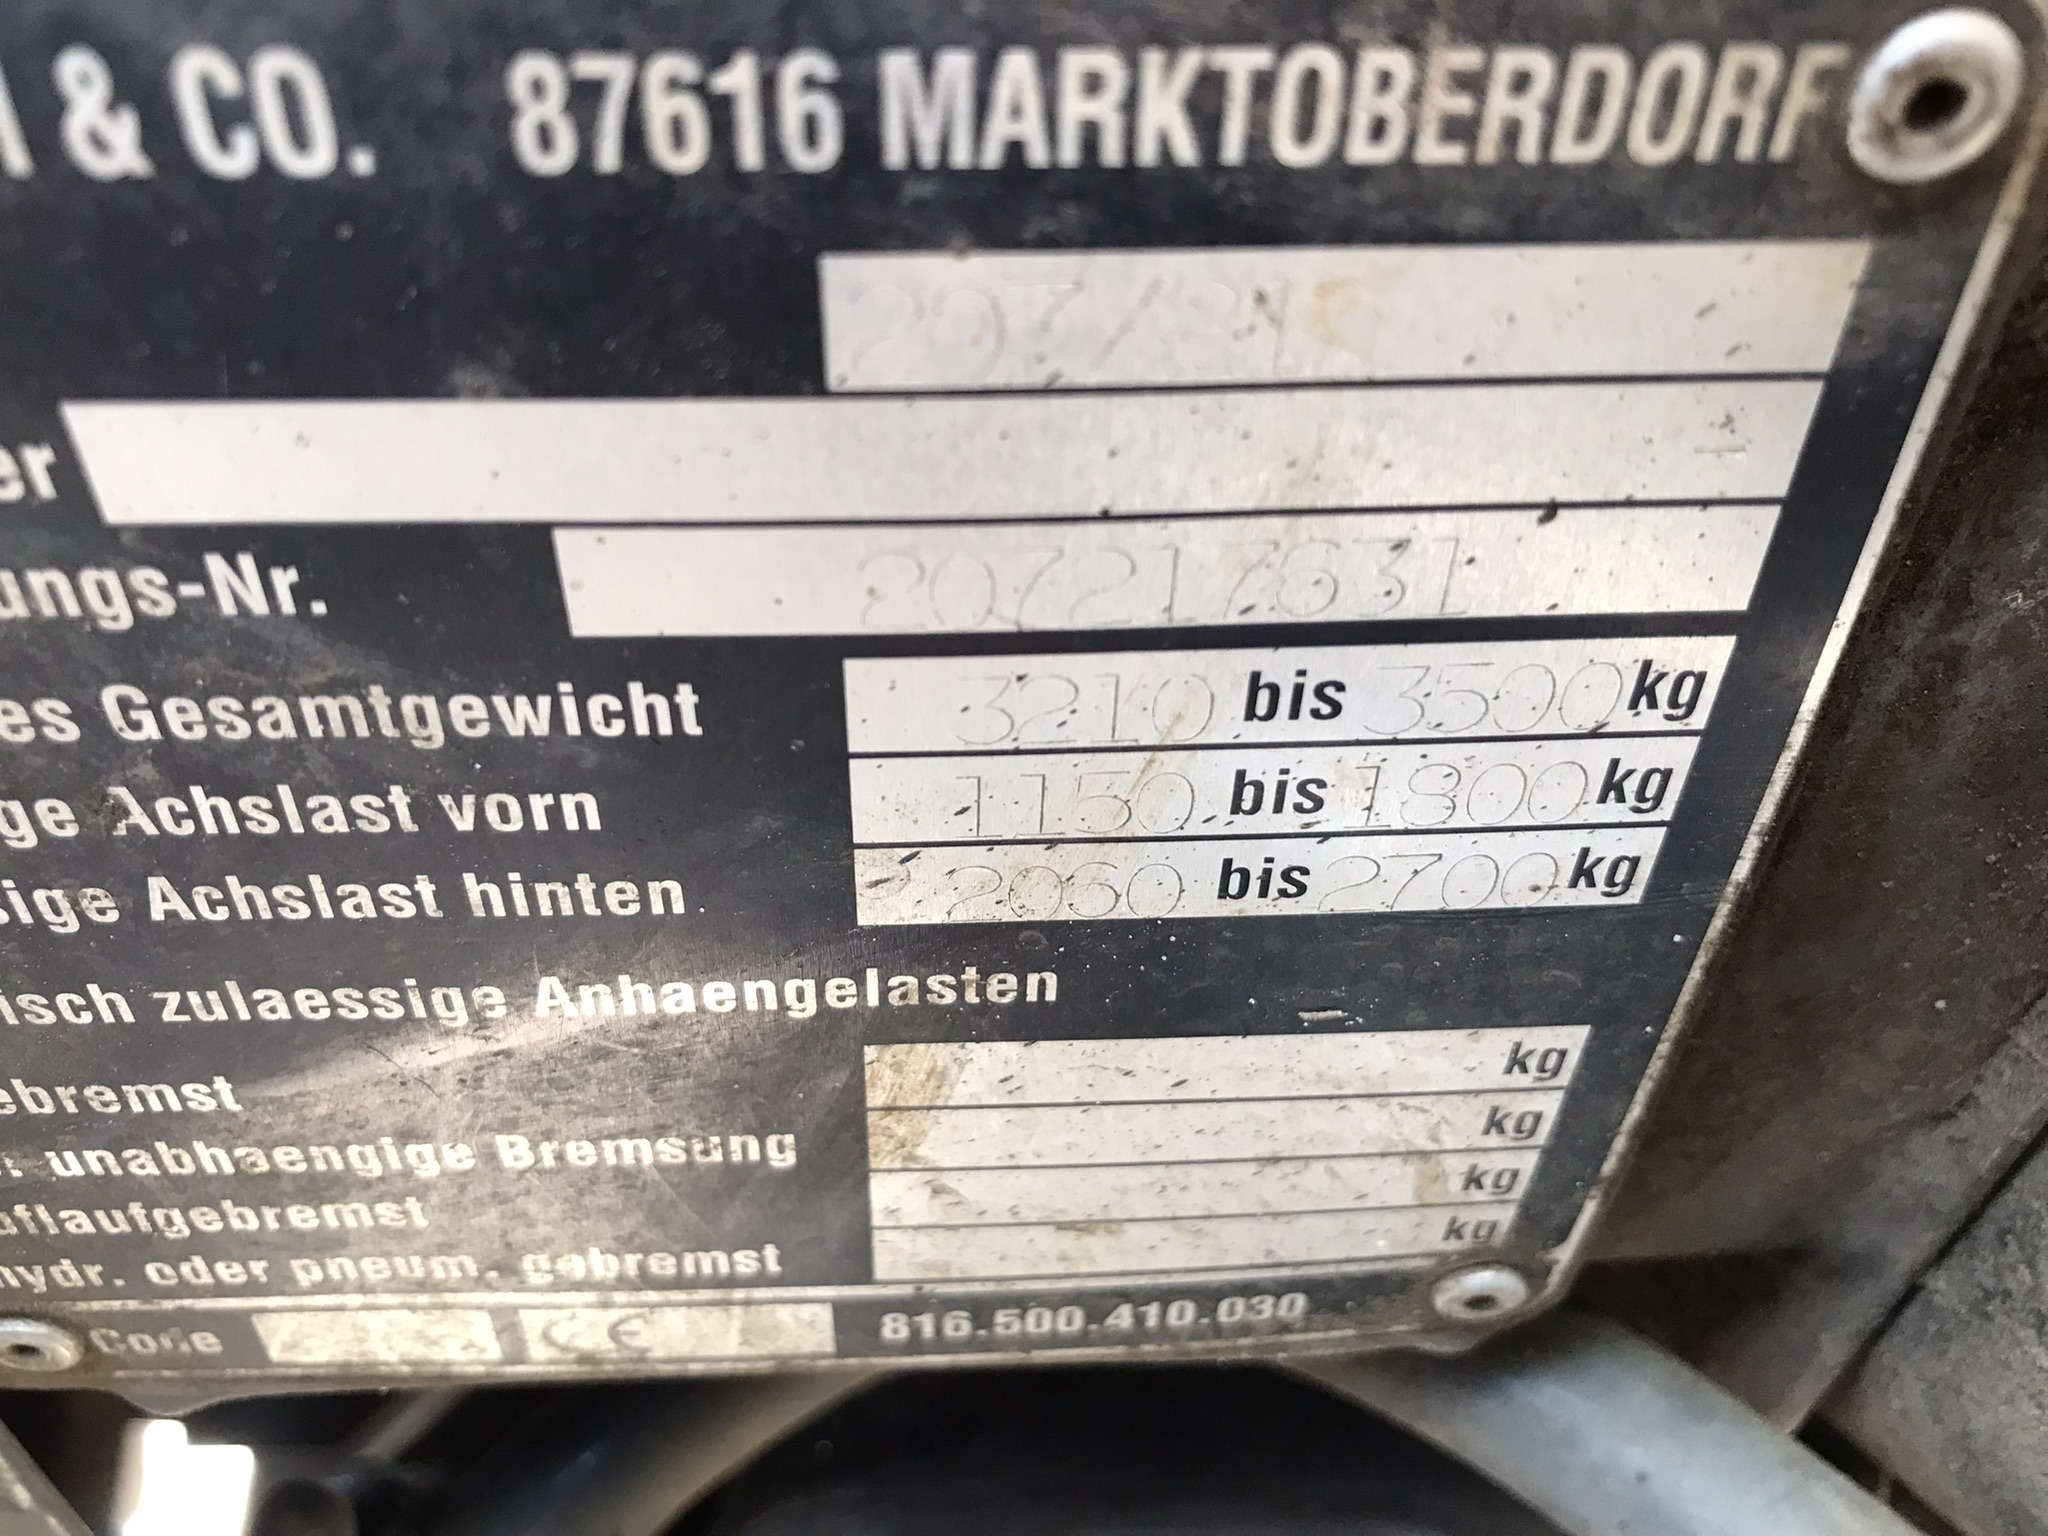 & CO. 87616 MARKTOBERDORF
207/21
er -
ungs-Nr. 207217631
es Gesamtgewicht 3210 bis 3500 kg
ge Achslast vorn 1150 bis 1800 kg
sige Achslast hinten 2060 bis 2700 kg
isch zulaessige Anhaengelasten
ebremst kg
unabhaengige Bremsung kg
uflaufgebremst kg
hydr. oder pneum. gebremst kg
Code CE 816.500.410.030